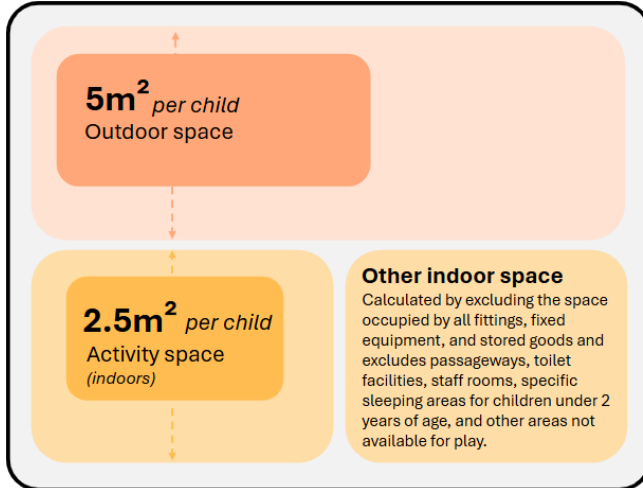 5m² per child
Outdoor space
2.5m² per child
Activity space
(indoors)
Other indoor space
Calculated by excluding the space
occupied by all fittings, fixed
equipment, and stored goods and
excludes passageways, toilet
facilities, staff rooms, specific
sleeping areas for children under 2
years of age, and other areas not
available for play.